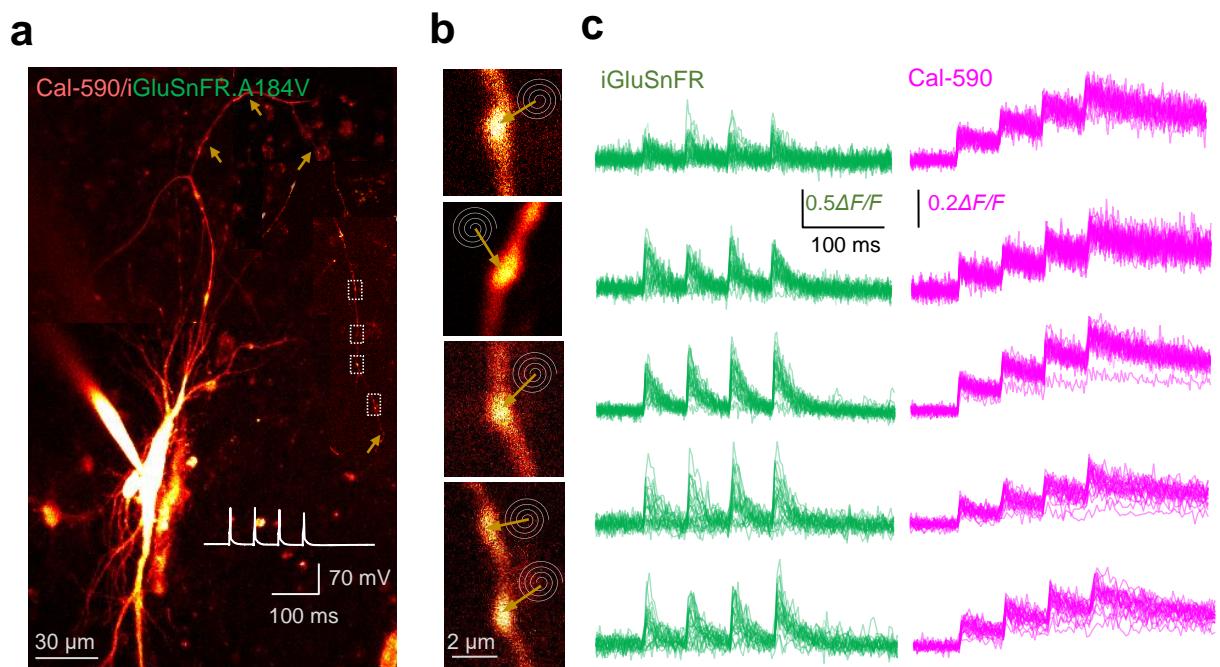 a
Cal-590/iGluSnFR.A184V
70 mV
100 ms
30 µm
b
2 µm
c
iGluSnFR
Cal-590
0.5ΔF/F
0.2ΔF/F
100 ms